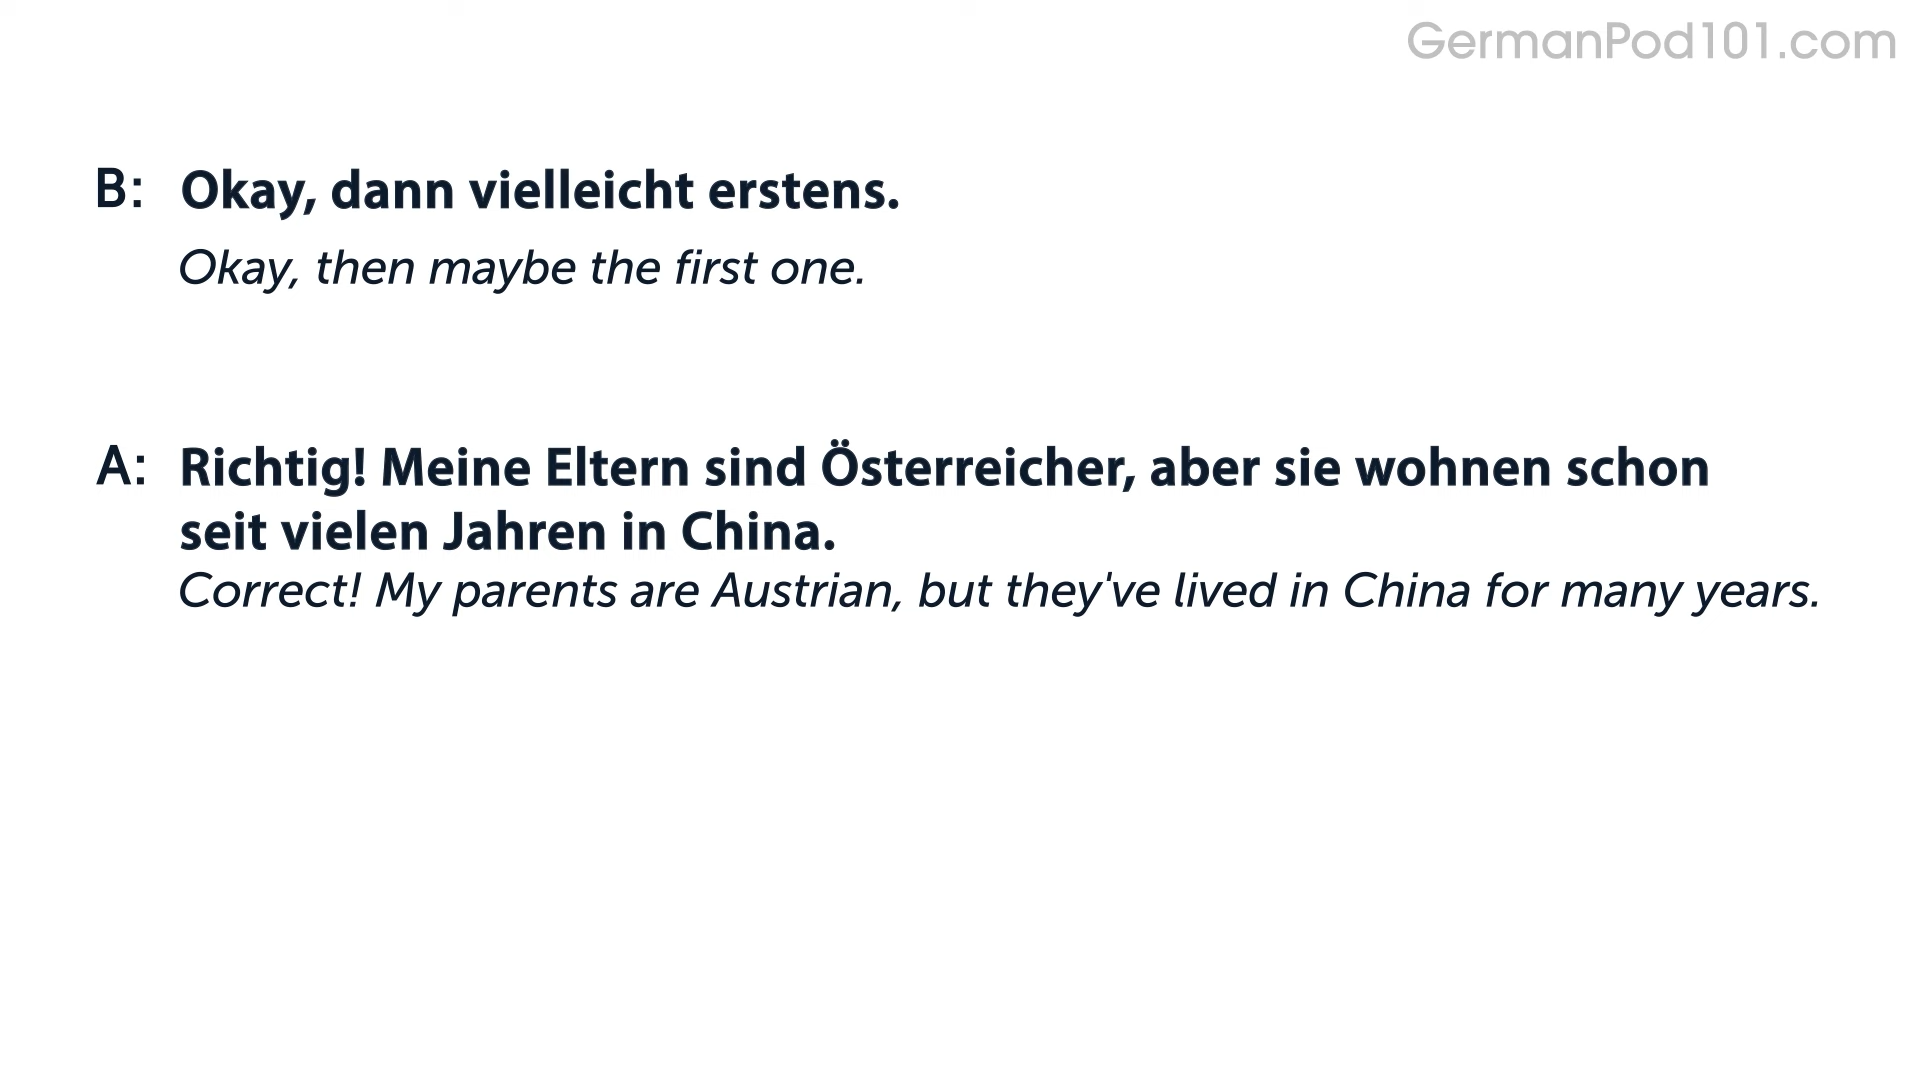 GermanPod101.com
B: Okay, dann vielleicht erstens.
Okay, then maybe the first one.
A: Richtig! Meine Eltern sind Österreicher, aber sie wohnen schon
seit vielen Jahren in China.
Correct! My parents are Austrian, but they've lived in China for many years.